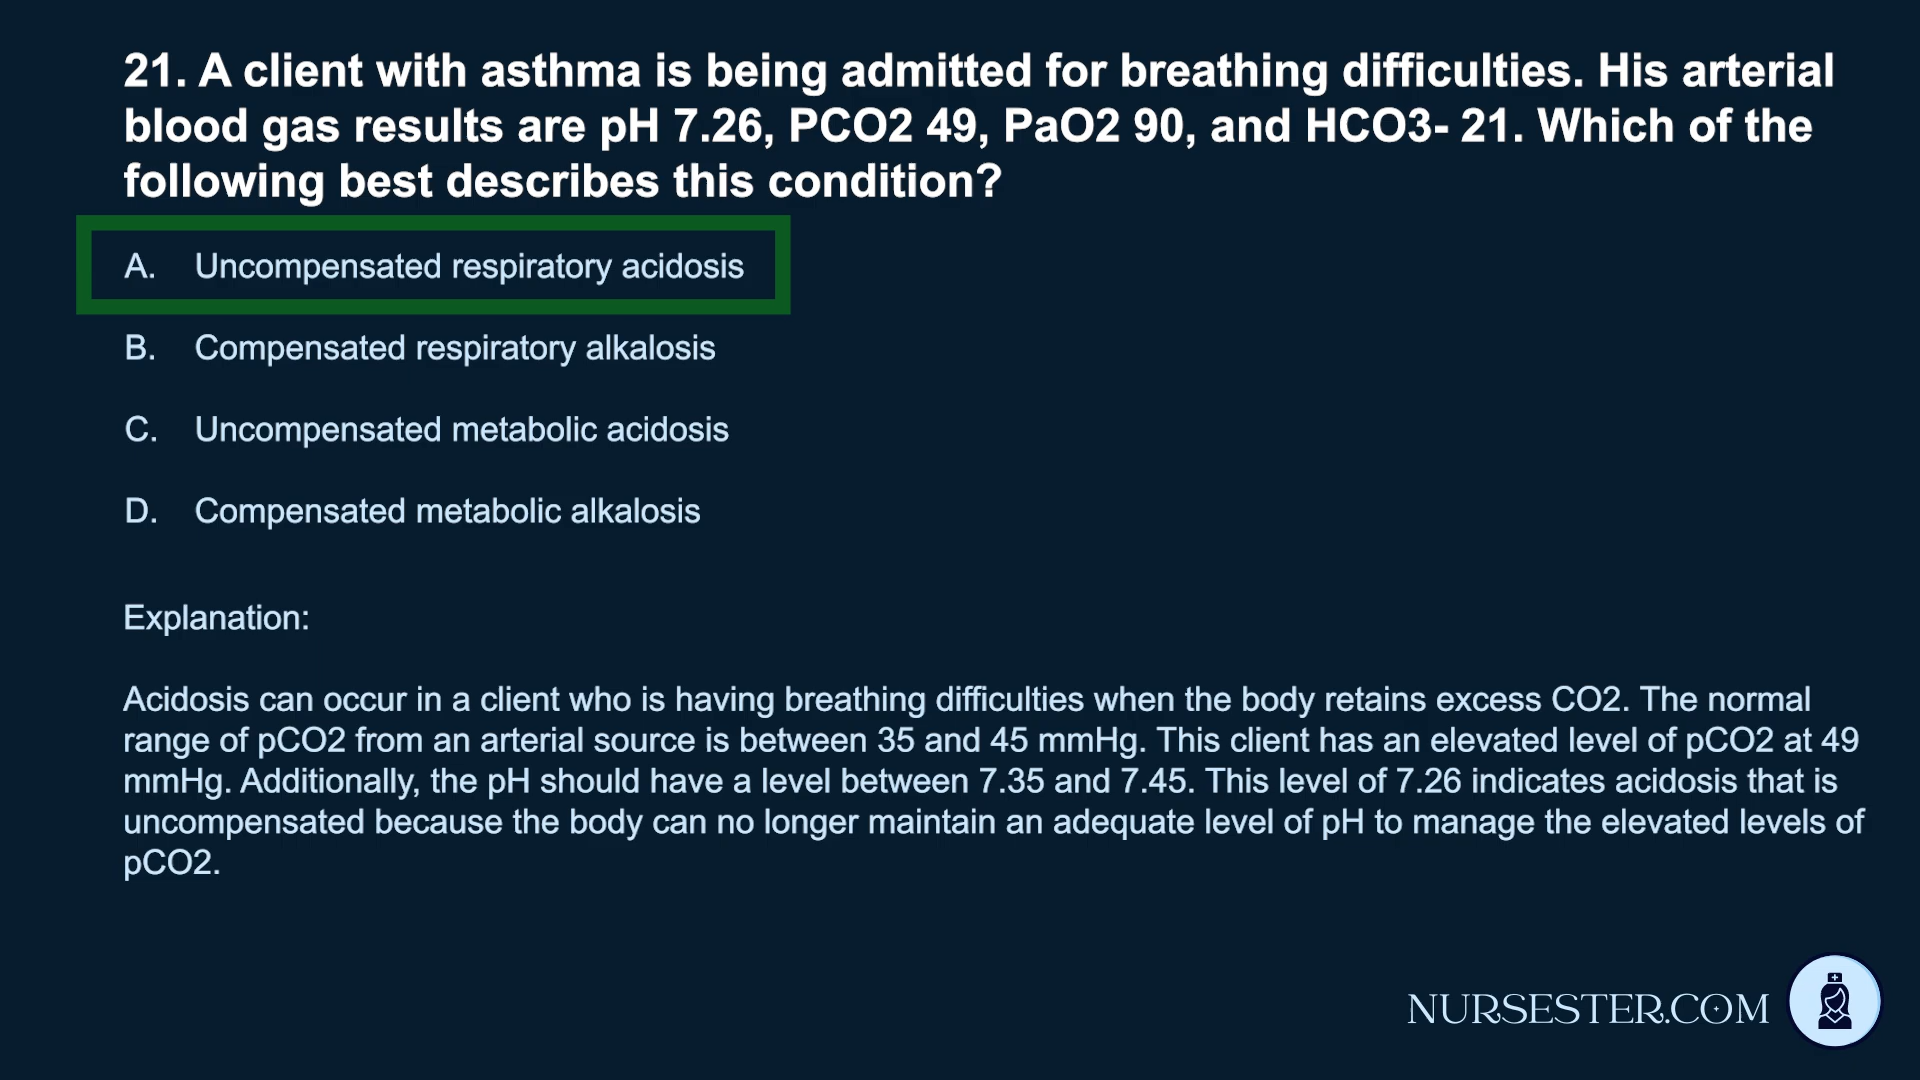 21. A client with asthma is being admitted for breathing difficulties. His arterial
blood gas results are pH 7.26, PCO2 49, PaO2 90, and HCO3- 21. Which of the
following best describes this condition?
A. Uncompensated respiratory acidosis
B. Compensated respiratory alkalosis
C. Uncompensated metabolic acidosis
D. Compensated metabolic alkalosis
Explanation:
Acidosis can occur in a client who is having breathing difficulties when the body retains excess CO2. The normal
range of pCO2 from an arterial source is between 35 and 45 mmHg. This client has an elevated level of pCO2 at 49
mmHg. Additionally, the pH should have a level between 7.35 and 7.45. This level of 7.26 indicates acidosis that is
uncompensated because the body can no longer maintain an adequate level of pH to manage the elevated levels of
pCO2.
NURSESTER.COM